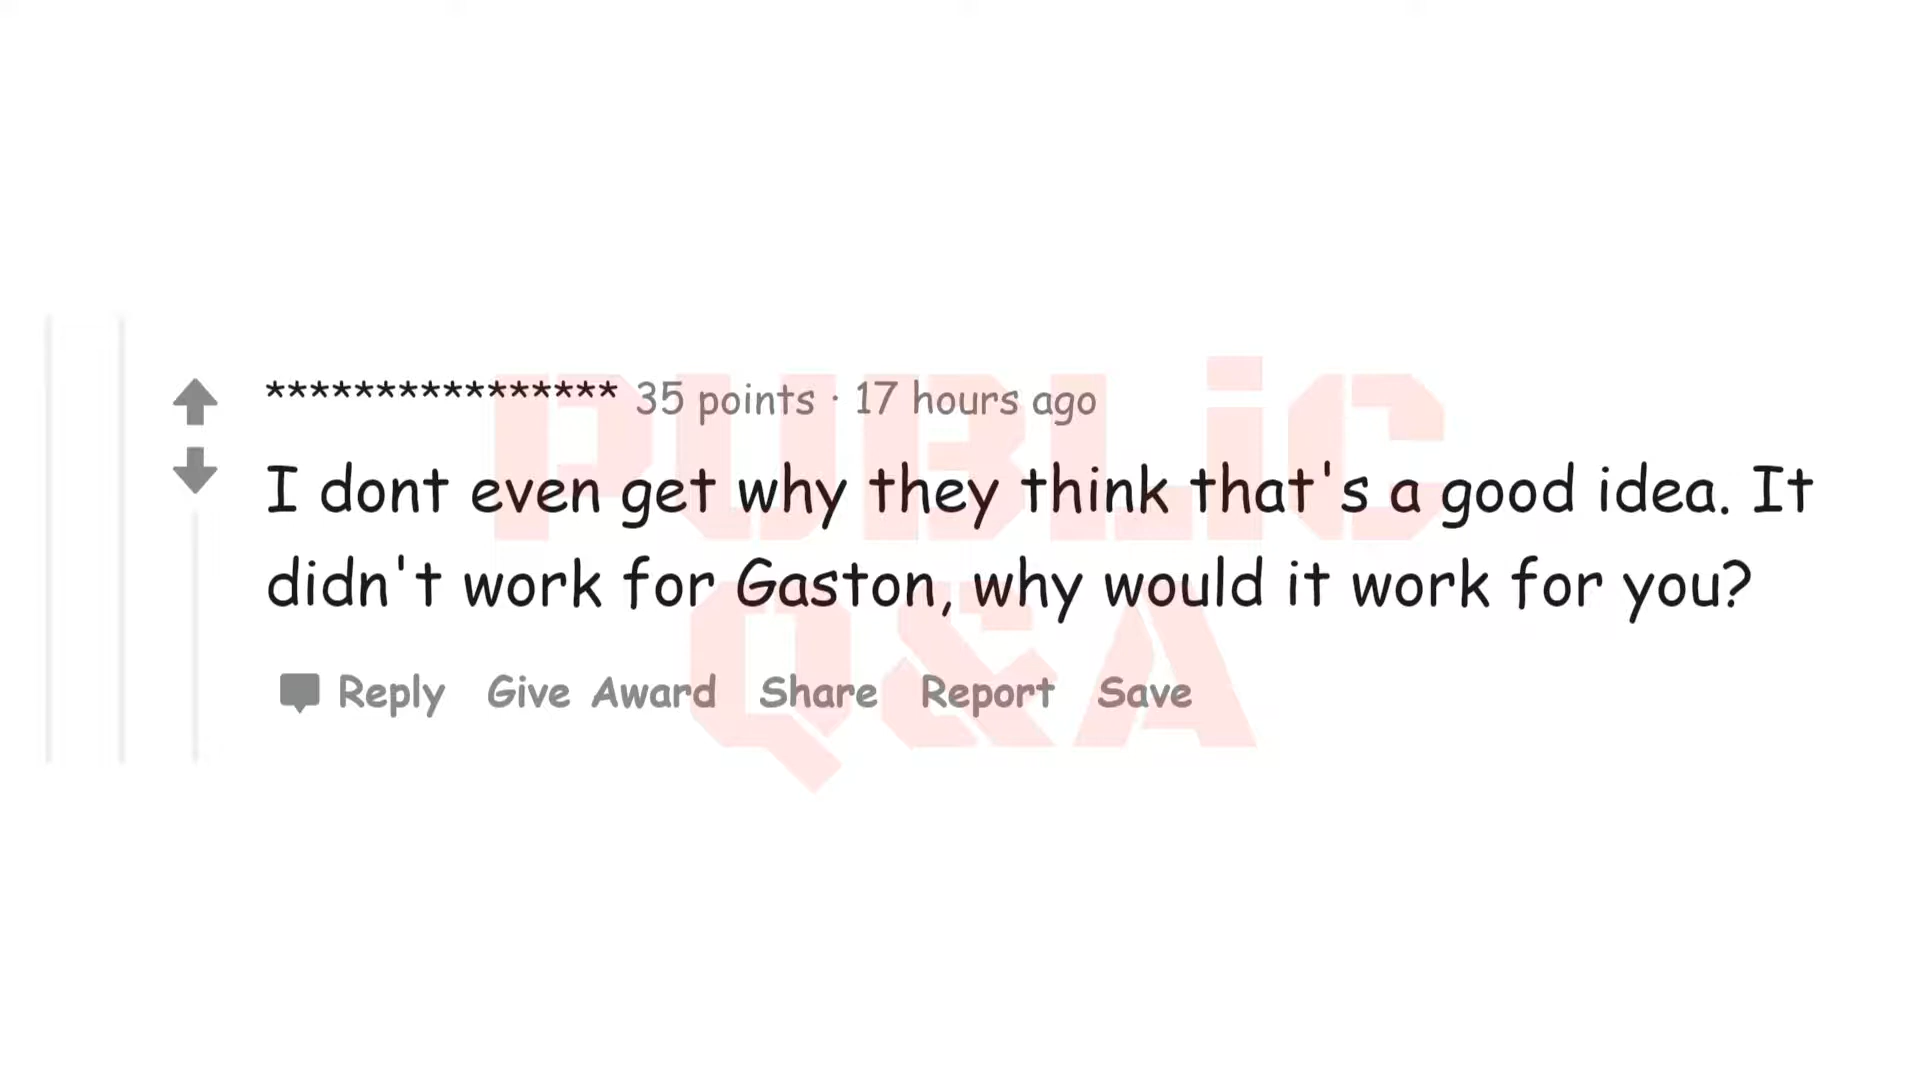 *************** 35 points · 17 hours ago
I dont even get why they think that's a good idea. It
didn't work for Gaston, why would it work for you?
Reply Give Award Share Report Save
PUBLiC
Q&A